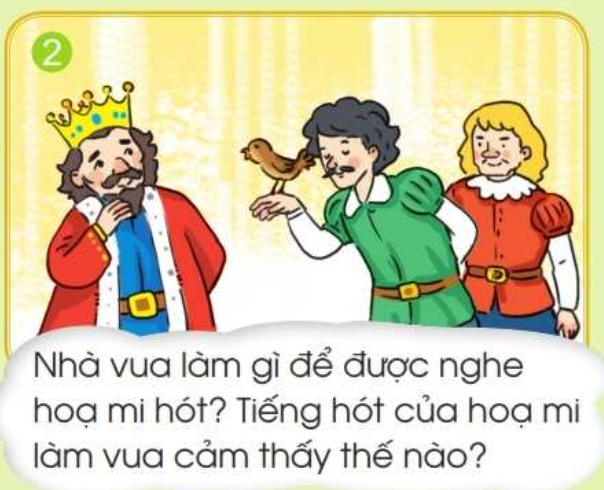 2
Nhà vua làm gì để được nghe
hoạ mi hót? Tiếng hót của hoạ mi
làm vua cảm thấy thế nào?